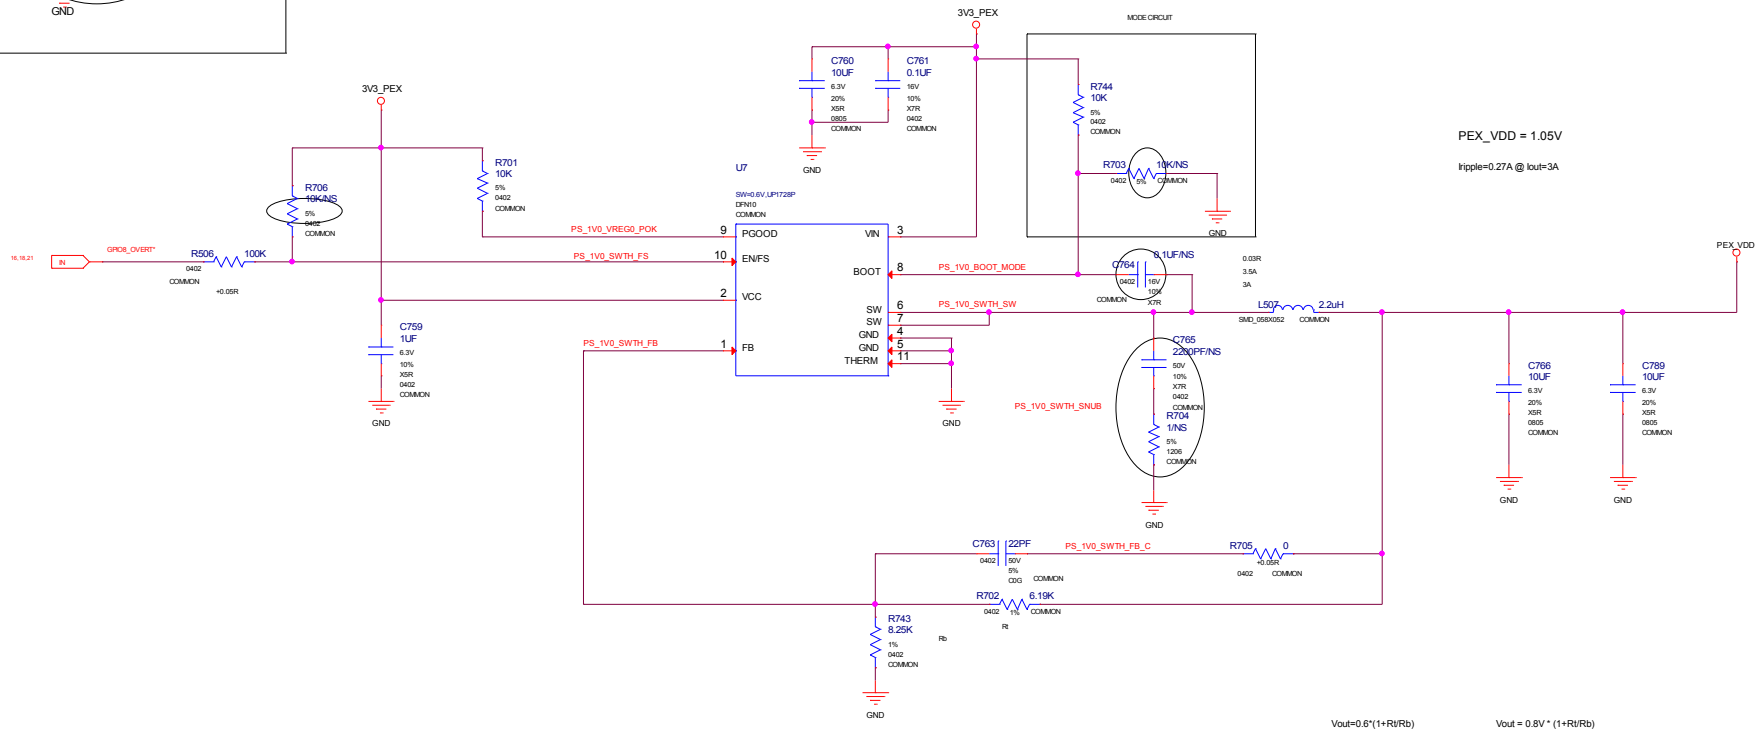 GND
3V3_PEX
MODE CIRCUIT
C760
10UF
6.3V
20%
X5R
0805
COMMON
C761
0.1UF
16V
10%
X7R
0402
COMMON
GND
R744
10K
5%
0402
COMMON
R703
10K/NS
0402
5%
COMMON
GND
PEX_VDD = 1.05V
Iripple=0.27A @ Iout=3A
3V3_PEX
R706
10K/NS
5%
0402
COMMON
R701
10K
5%
0402
COMMON
U7
SW=0.6V,UP1728P
DFN10
COMMON
16,18,21
IN
GPIO8_OVERT*
R506
100K
0402
COMMON
+0.05R
PS_1V0_VREG0_POK
9
PGOOD
PS_1V0_SWTH_FS
10
EN/FS
2
VCC
PS_1V0_SWTH_FB
1
FB
VIN
3
BOOT
8
PS_1V0_BOOT_MODE
SW
6
PS_1V0_SWTH_SW
SW
7
GND
4
GND
5
THERM
11
GND
C759
1UF
6.3V
10%
X5R
0402
COMMON
GND
C764
0.1UF/NS
0402
16V
10%
COMMON
X7R
0.03R
3.5A
3A
L507
2.2uH
SMD_058X052
COMMON
PEX_VDD
C765
2200PF/NS
50V
10%
X7R
0402
COMMON
PS_1V0_SWTH_SNUB
R704
1/NS
5%
1206
COMMON
GND
C766
10UF
6.3V
20%
X5R
0805
COMMON
GND
C789
10UF
6.3V
20%
X5R
0805
COMMON
GND
C763
22PF
0402
50V
5%
C0G
COMMON
PS_1V0_SWTH_FB_C
R705
0
+0.05R
0402
COMMON
R702
6.19K
0402
1%
COMMON
Rt
R743
8.25K
1%
0402
COMMON
Rb
GND
Vout=0.6*(1+Rt/Rb)
Vout = 0.8V * (1+Rt/Rb)